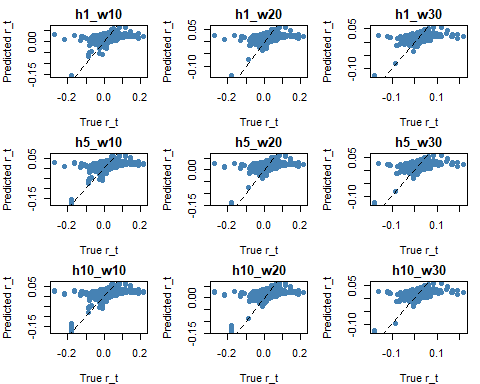 h1_w10 h1_w20 h1_w30
Predicted r_t Predicted r_t Predicted r_t
0.00 0.00 0.05
-0.15 -0.10 -0.10
-0.2 0.0 0.2 -0.2 0.0 0.2 -0.1 0.1
True r_t True r_t True r_t
h5_w10 h5_w20 h5_w30
Predicted r_t Predicted r_t Predicted r_t
0.05 0.05 0.05
-0.15 -0.15 -0.10
-0.2 0.0 0.2 -0.2 0.0 0.2 -0.1 0.1
True r_t True r_t True r_t
h10_w10 h10_w20 h10_w30
Predicted r_t Predicted r_t Predicted r_t
0.05 0.05 0.05
-0.15 -0.15 -0.10
-0.2 0.0 0.2 -0.2 0.0 0.2 -0.1 0.1
True r_t True r_t True r_t